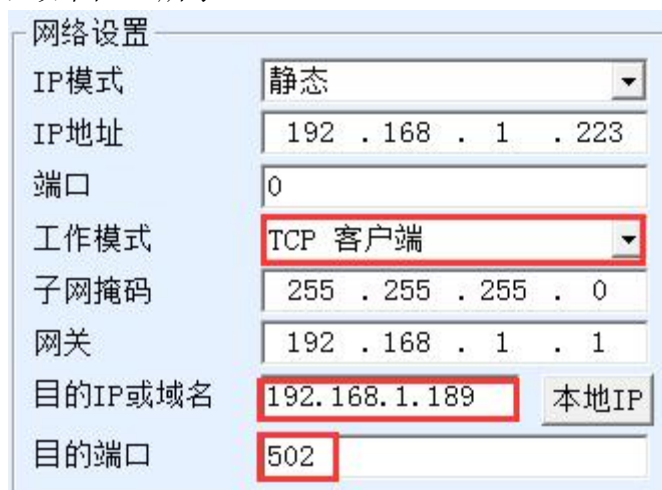 网络设置
IP模式 静态
IP地址 192 . 168 . 1 . 223
端口 0
工作模式 TCP 客户端
子网掩码 255 . 255 . 255 . 0
网关 192 . 168 . 1 . 1
目的IP或域名 192.168.1.189 本地IP
目的端口 502